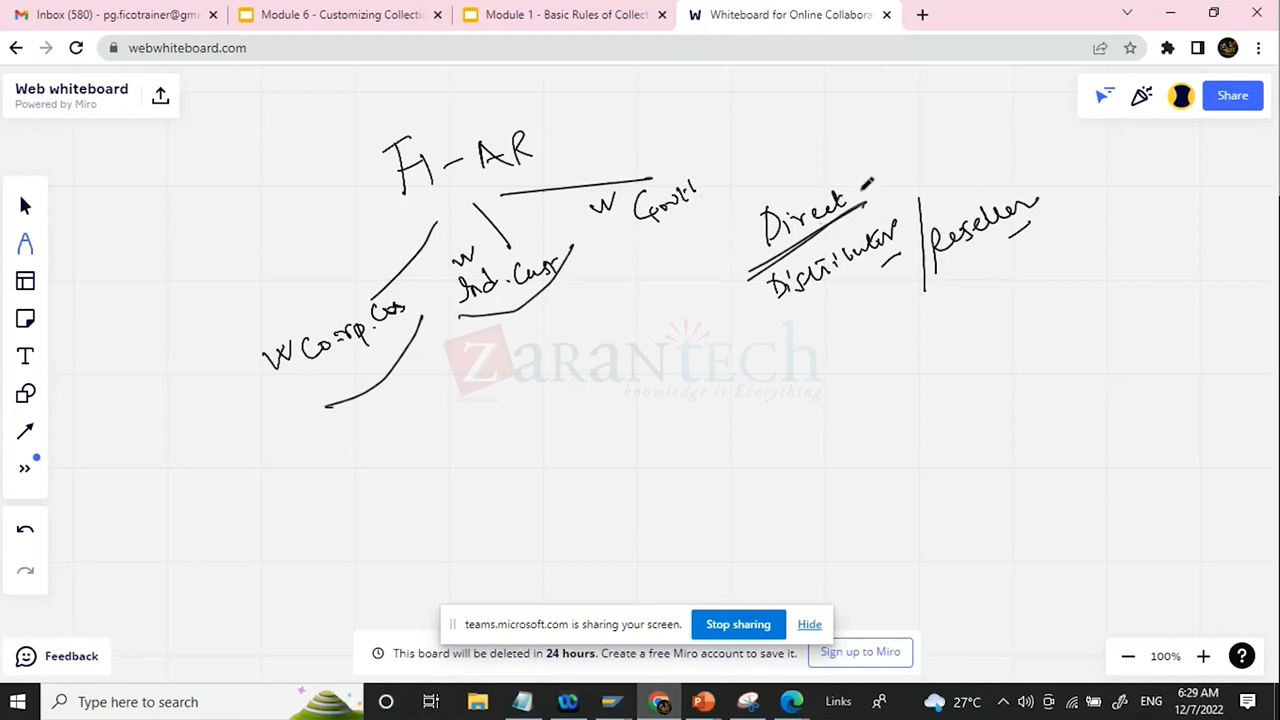 Inbox (580) - pg.ficotrainer@gm
Module 6 - Customizing Collecti
Module 1 - Basic Rules of Collect
Whiteboard for Online Collabora
webwhiteboard.com
Web whiteboard
Powered by Miro
Share
FI - AR
W Govt
Direct
Distributor / Reseller
W
Ind. Cust
W Corp. Cus
ZARANTECH
knowledge is Everything
teams.microsoft.com is sharing your screen.
Stop sharing
Hide
This board will be deleted in 24 hours. Create a free Miro account to save it.
Sign up to Miro
Feedback
100%
Type here to search
Links
27°C
ENG
6:29 AM
12/7/2022